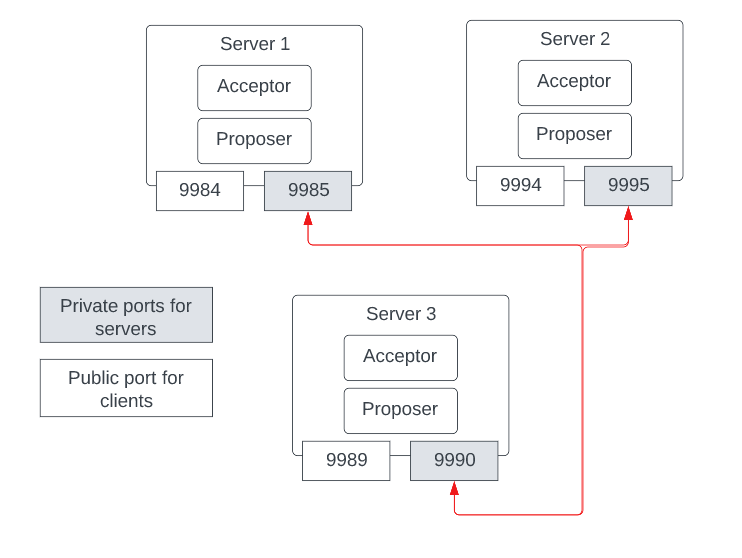 Server 1
Acceptor
Proposer
9984
9985
Server 2
Acceptor
Proposer
9994
9995
Private ports for
servers
Public port for
clients
Server 3
Acceptor
Proposer
9989
9990